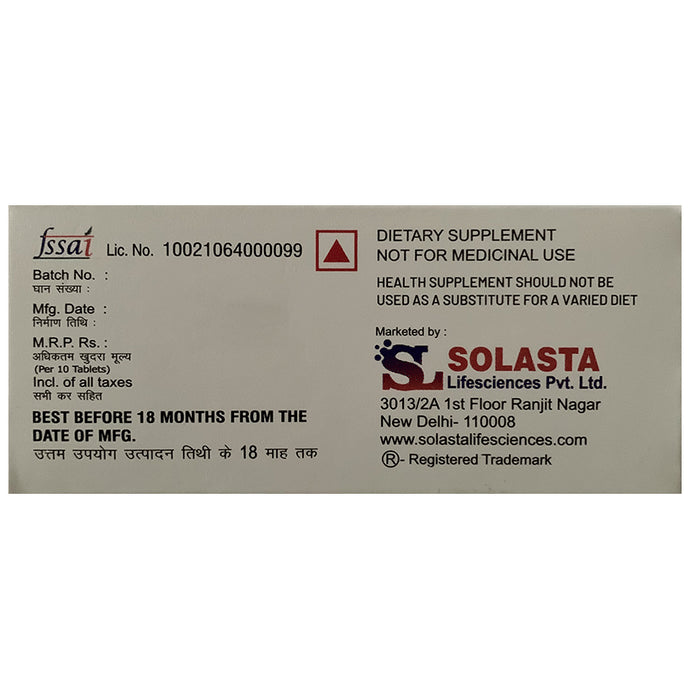 fssai Lic. No. 10021064000099
Batch No. :
घान संख्या :
Mfg. Date :
निर्माण तिथि :
M.R.P. Rs. :
अधिकतम खुदरा मूल्य
(Per 10 Tablets)
Incl. of all taxes
सभी कर सहित
BEST BEFORE 18 MONTHS FROM THE
DATE OF MFG.
उत्तम उपयोग उत्पादन तिथी के 18 माह तक
DIETARY SUPPLEMENT
NOT FOR MEDICINAL USE
HEALTH SUPPLEMENT SHOULD NOT BE
USED AS A SUBSTITUTE FOR A VARIED DIET
Marketed by :
SL SOLASTA
Lifesciences Pvt. Ltd.
3013/2A 1st Floor Ranjit Nagar
New Delhi- 110008
www.solastalifesciences.com
®- Registered Trademark